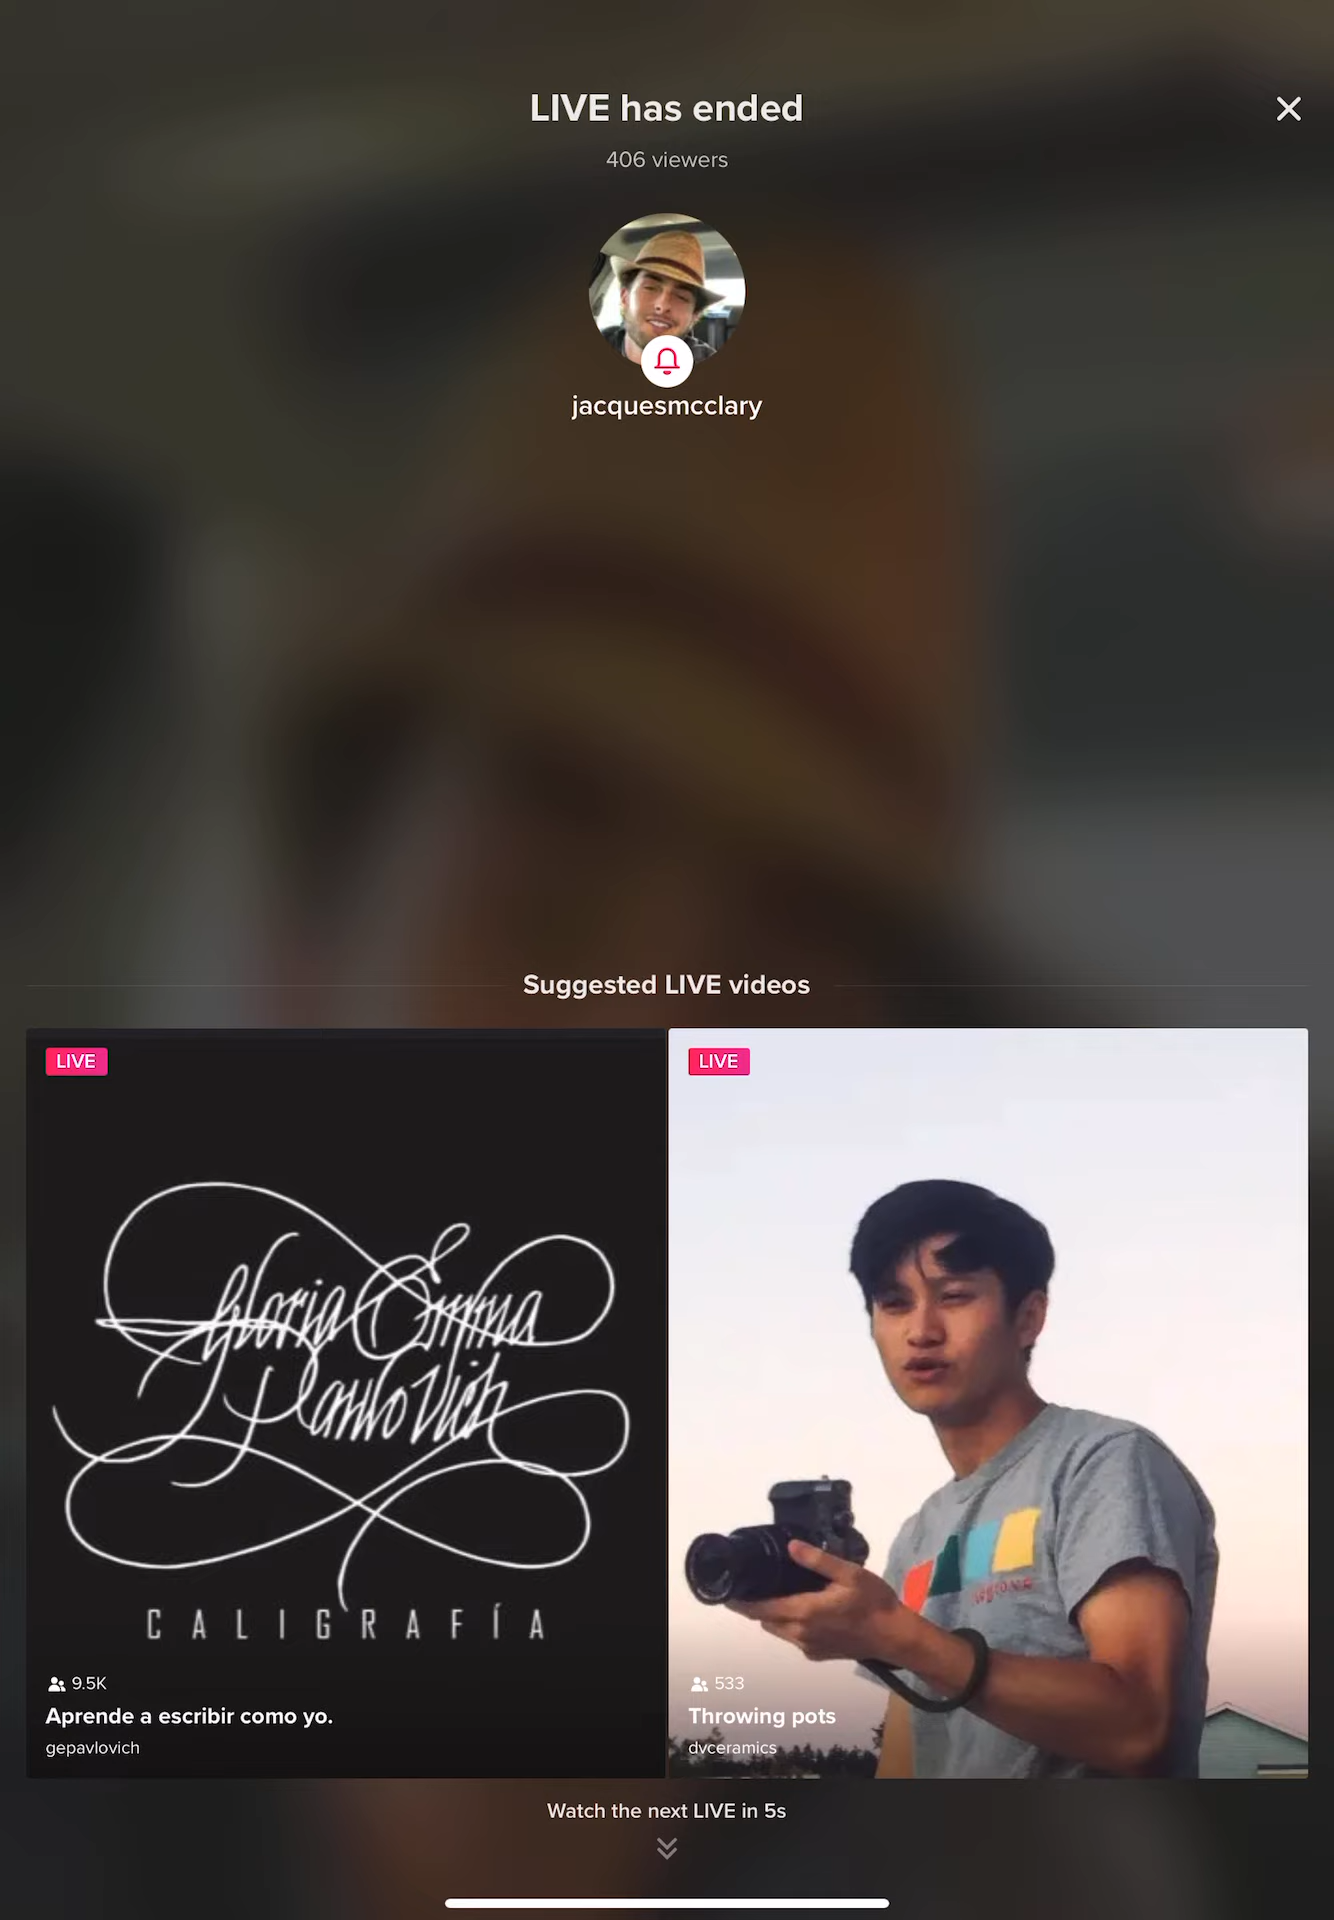 LIVE has ended
406 viewers
jacquesmcclary
Suggested LIVE videos
LIVE
Gloria Emma
Pavlovich
CALIGRAFÍA
9.5K
Aprende a escribir como yo.
gepavlovich
LIVE
533
Throwing pots
dvceramics
Watch the next LIVE in 5s